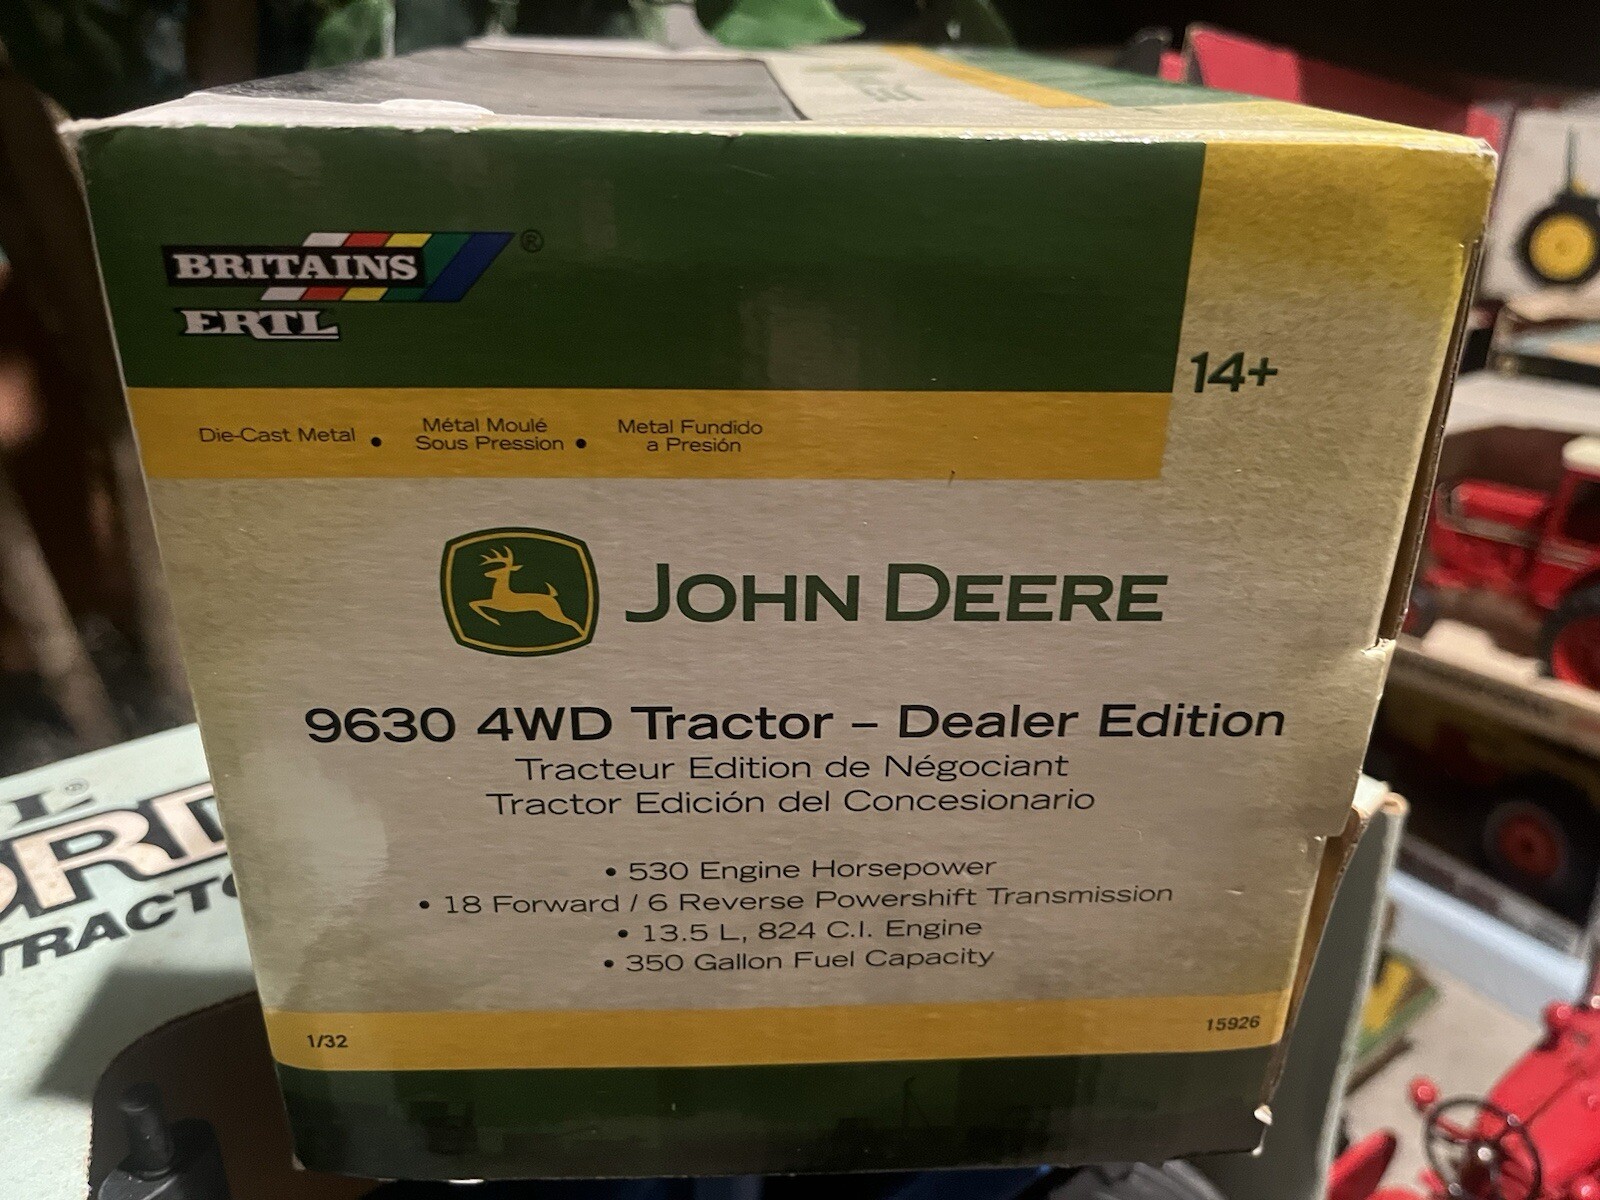 BRITAINS ®
ERTL
14+
Die-Cast Metal • Métal Moulé Sous Pression • Metal Fundido a Presión
JOHN DEERE
9630 4WD Tractor – Dealer Edition
Tracteur Edition de Négociant
Tractor Edición del Concesionario
• 530 Engine Horsepower
• 18 Forward / 6 Reverse Powershift Transmission
• 13.5 L, 824 C.I. Engine
• 350 Gallon Fuel Capacity
1/32
15926